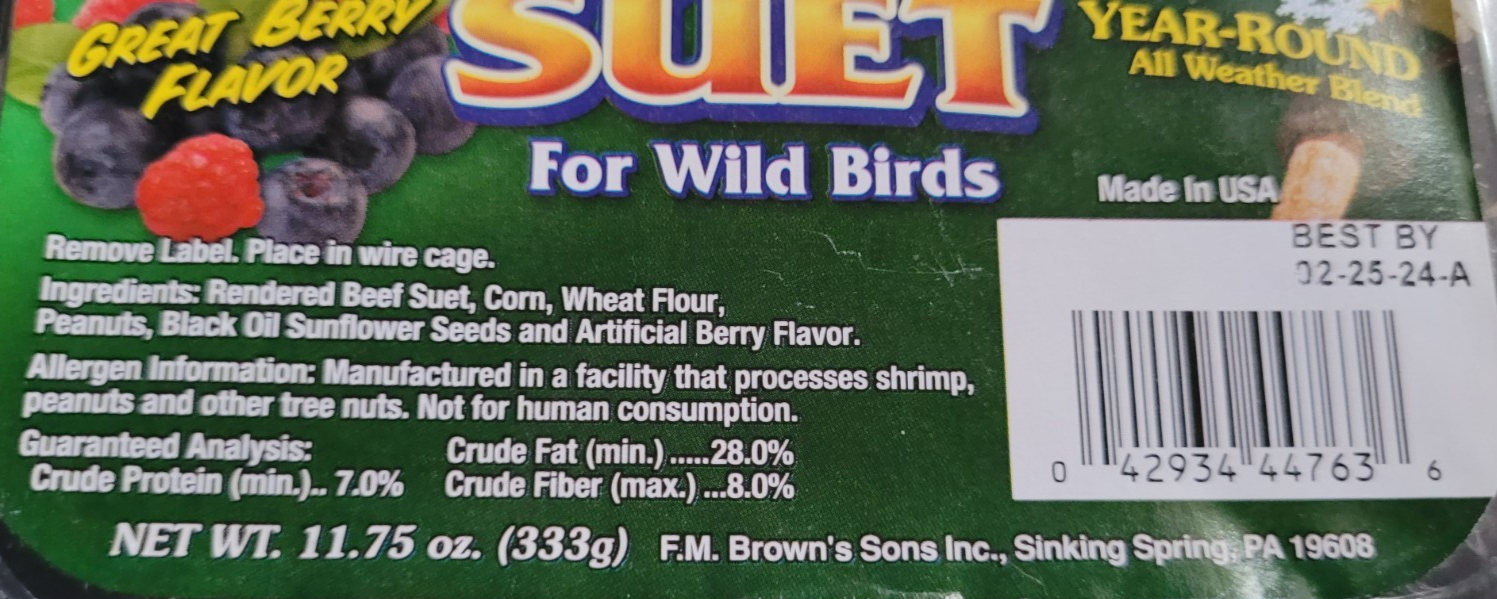 GREAT BERRY
FLAVOR
SUET
For Wild Birds
YEAR-ROUND
All Weather Blend
Made In USA
Remove Label. Place in wire cage.
Ingredients: Rendered Beef Suet, Corn, Wheat Flour,
Peanuts, Black Oil Sunflower Seeds and Artificial Berry Flavor.
Allergen Information: Manufactured in a facility that processes shrimp,
peanuts and other tree nuts. Not for human consumption.
Guaranteed Analysis: Crude Fat (min.) .....28.0%
Crude Protein (min.).. 7.0% Crude Fiber (max.) ...8.0%
BEST BY
02-25-24-A
0 42934 44763 6
NET WT. 11.75 oz. (333g) F.M. Brown's Sons Inc., Sinking Spring, PA 19608